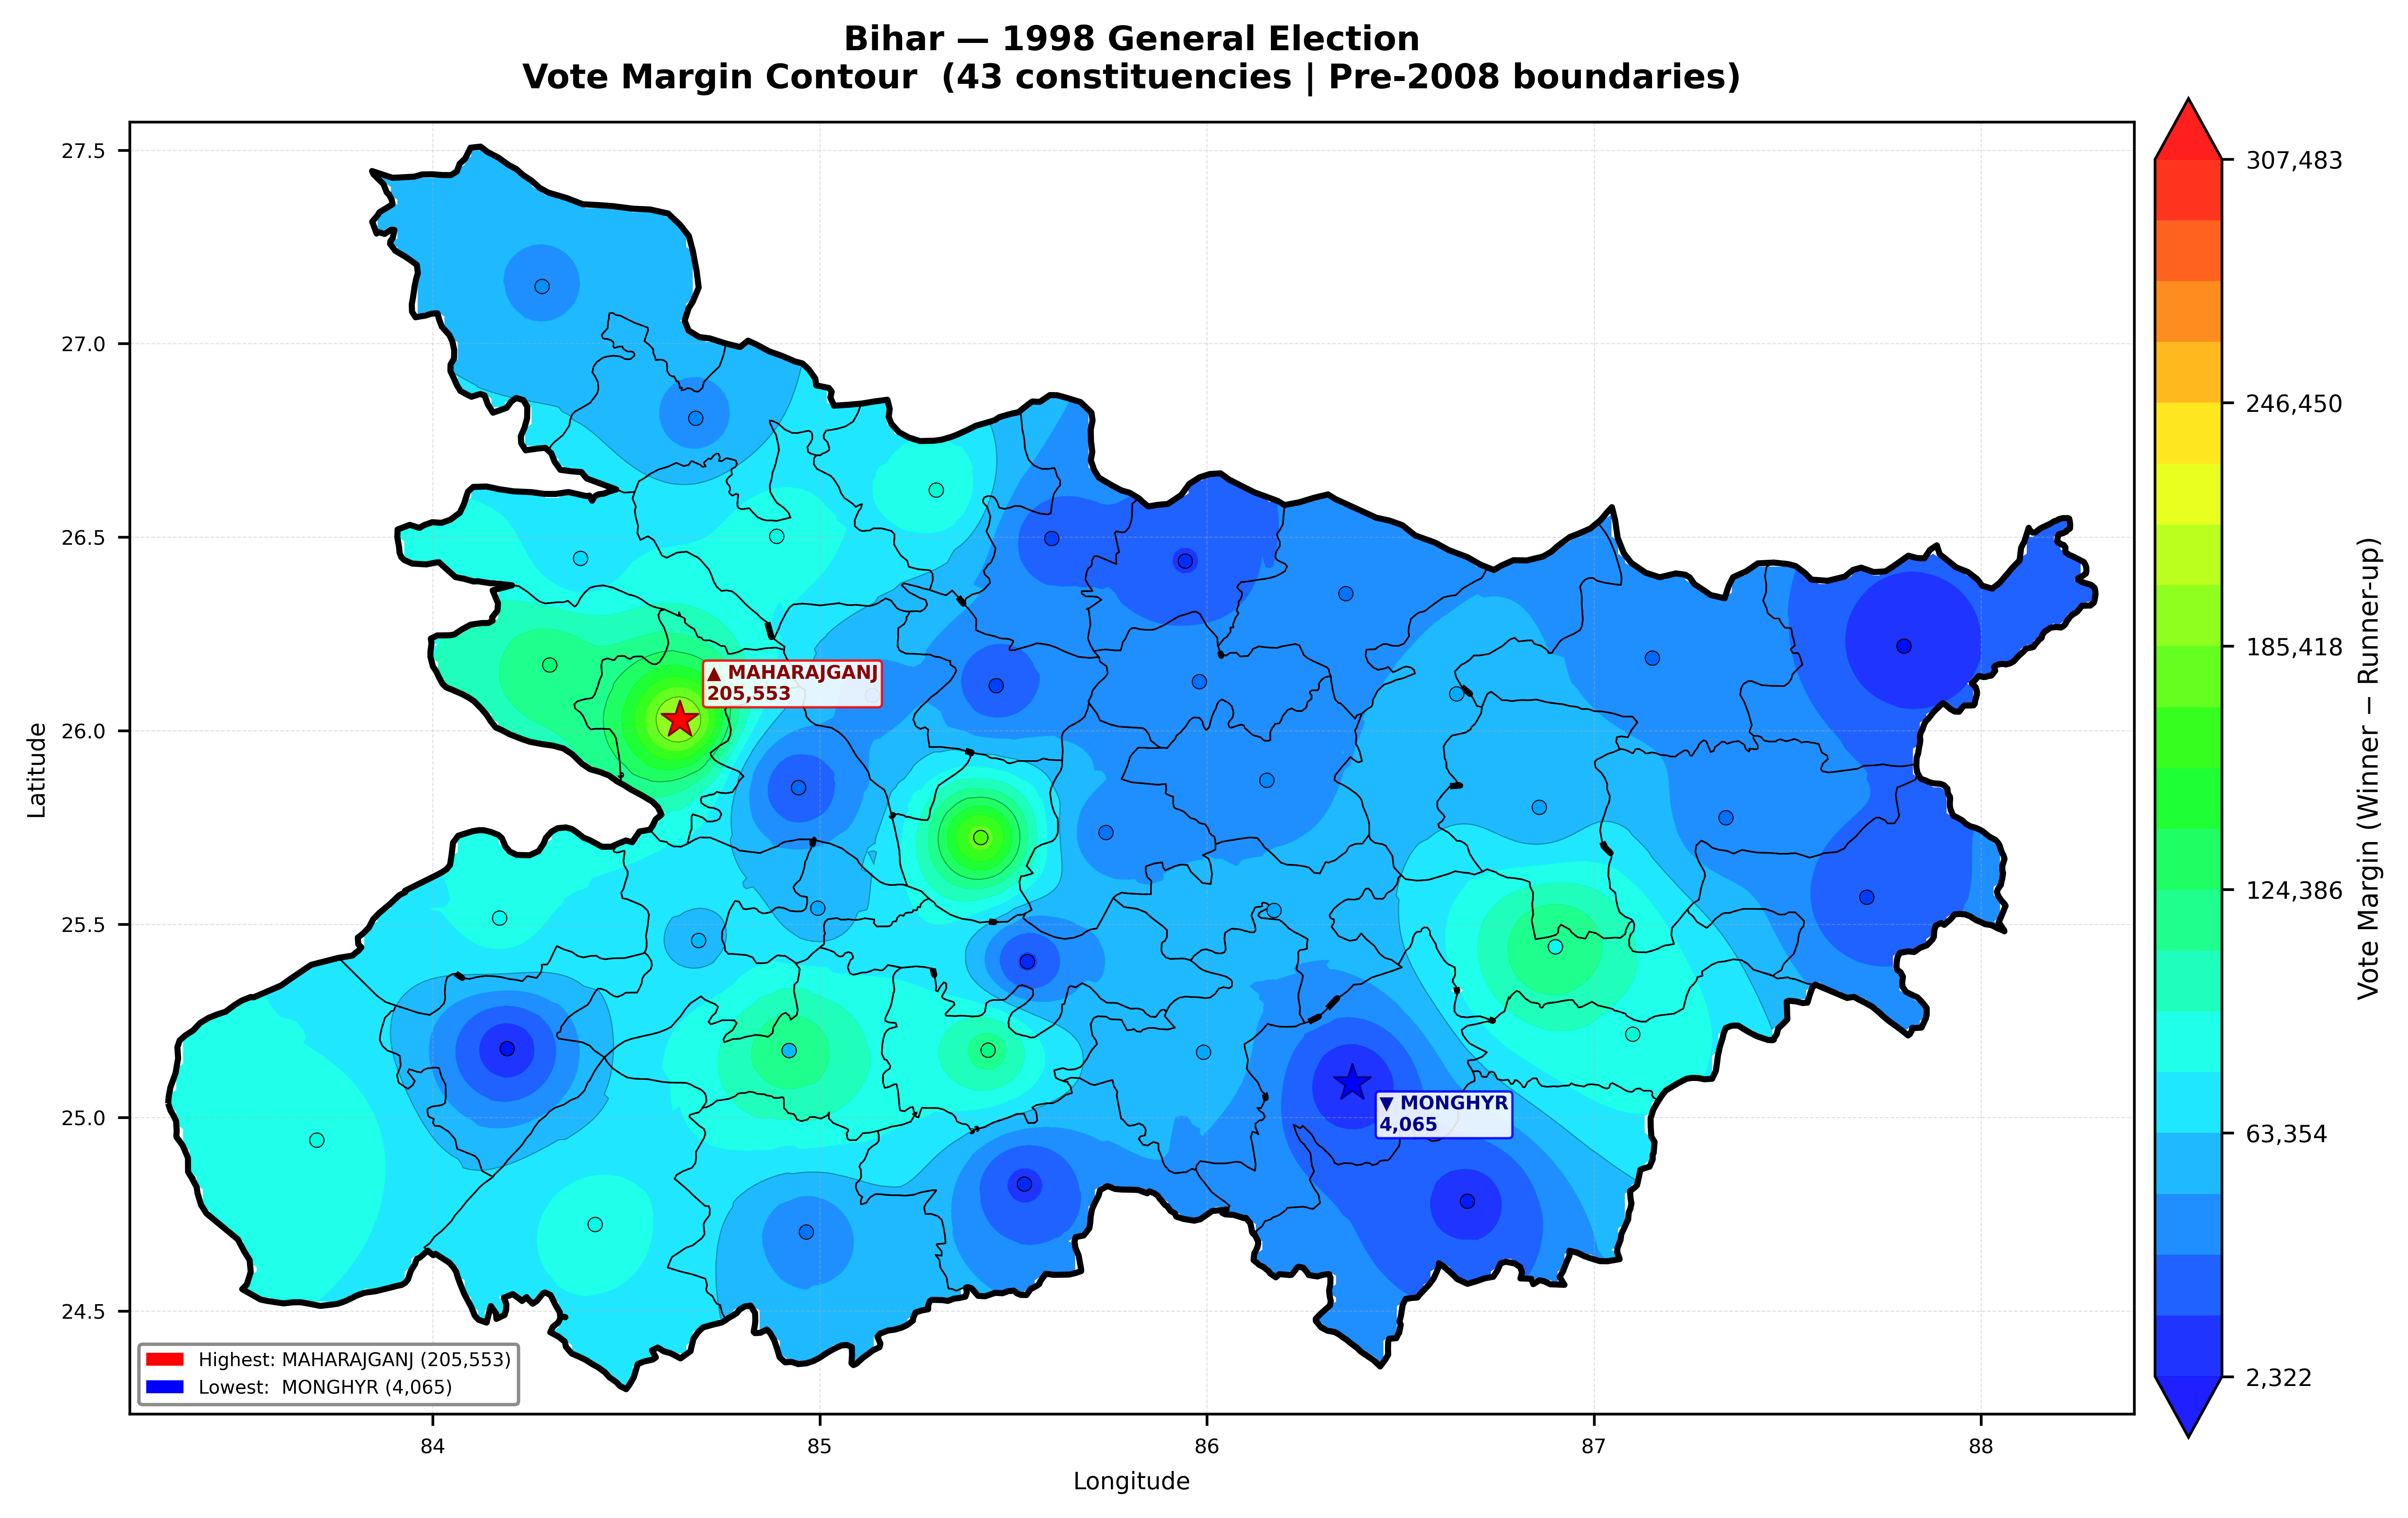 Bihar — 1998 General Election
Vote Margin Contour  (43 constituencies | Pre-2008 boundaries)
27.5
27.0
26.5
26.0
25.5
25.0
24.5
Latitude
84
85
86
87
88
Longitude
▲ MAHARAJGANJ
205,553
▼ MONGHYR
4,065
Highest: MAHARAJGANJ (205,553)
Lowest:  MONGHYR (4,065)
307,483
246,450
185,418
124,386
63,354
2,322
Vote Margin (Winner − Runner-up)